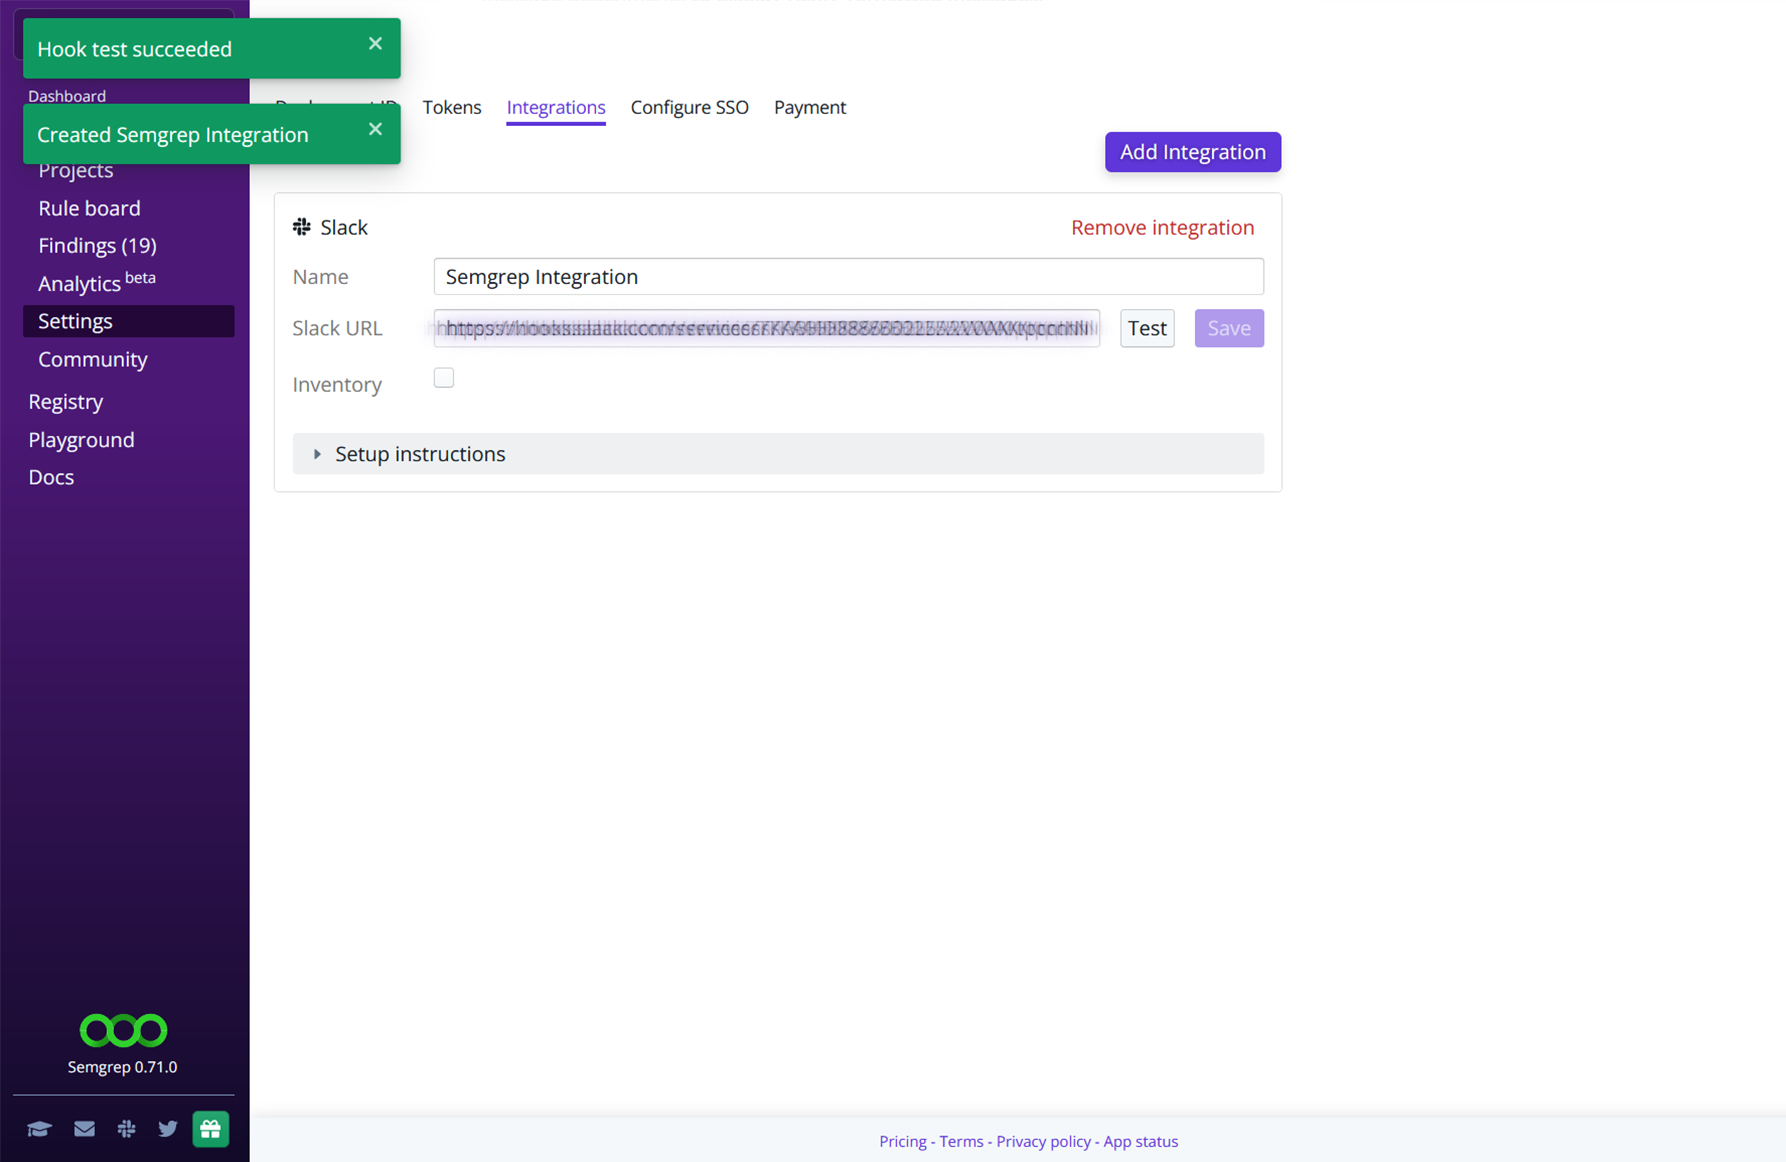 Hook test succeeded
Dashboard
Created Semgrep Integration
Projects
Rule board
Findings (19)
Analytics beta
Settings
Community
Registry
Playground
Docs
Semgrep 0.71.0
Tokens
Integrations
Configure SSO
Payment
Add Integration
Slack
Remove integration
Name
Semgrep Integration
Slack URL
Test
Save
Inventory
Setup instructions
Pricing - Terms - Privacy policy - App status